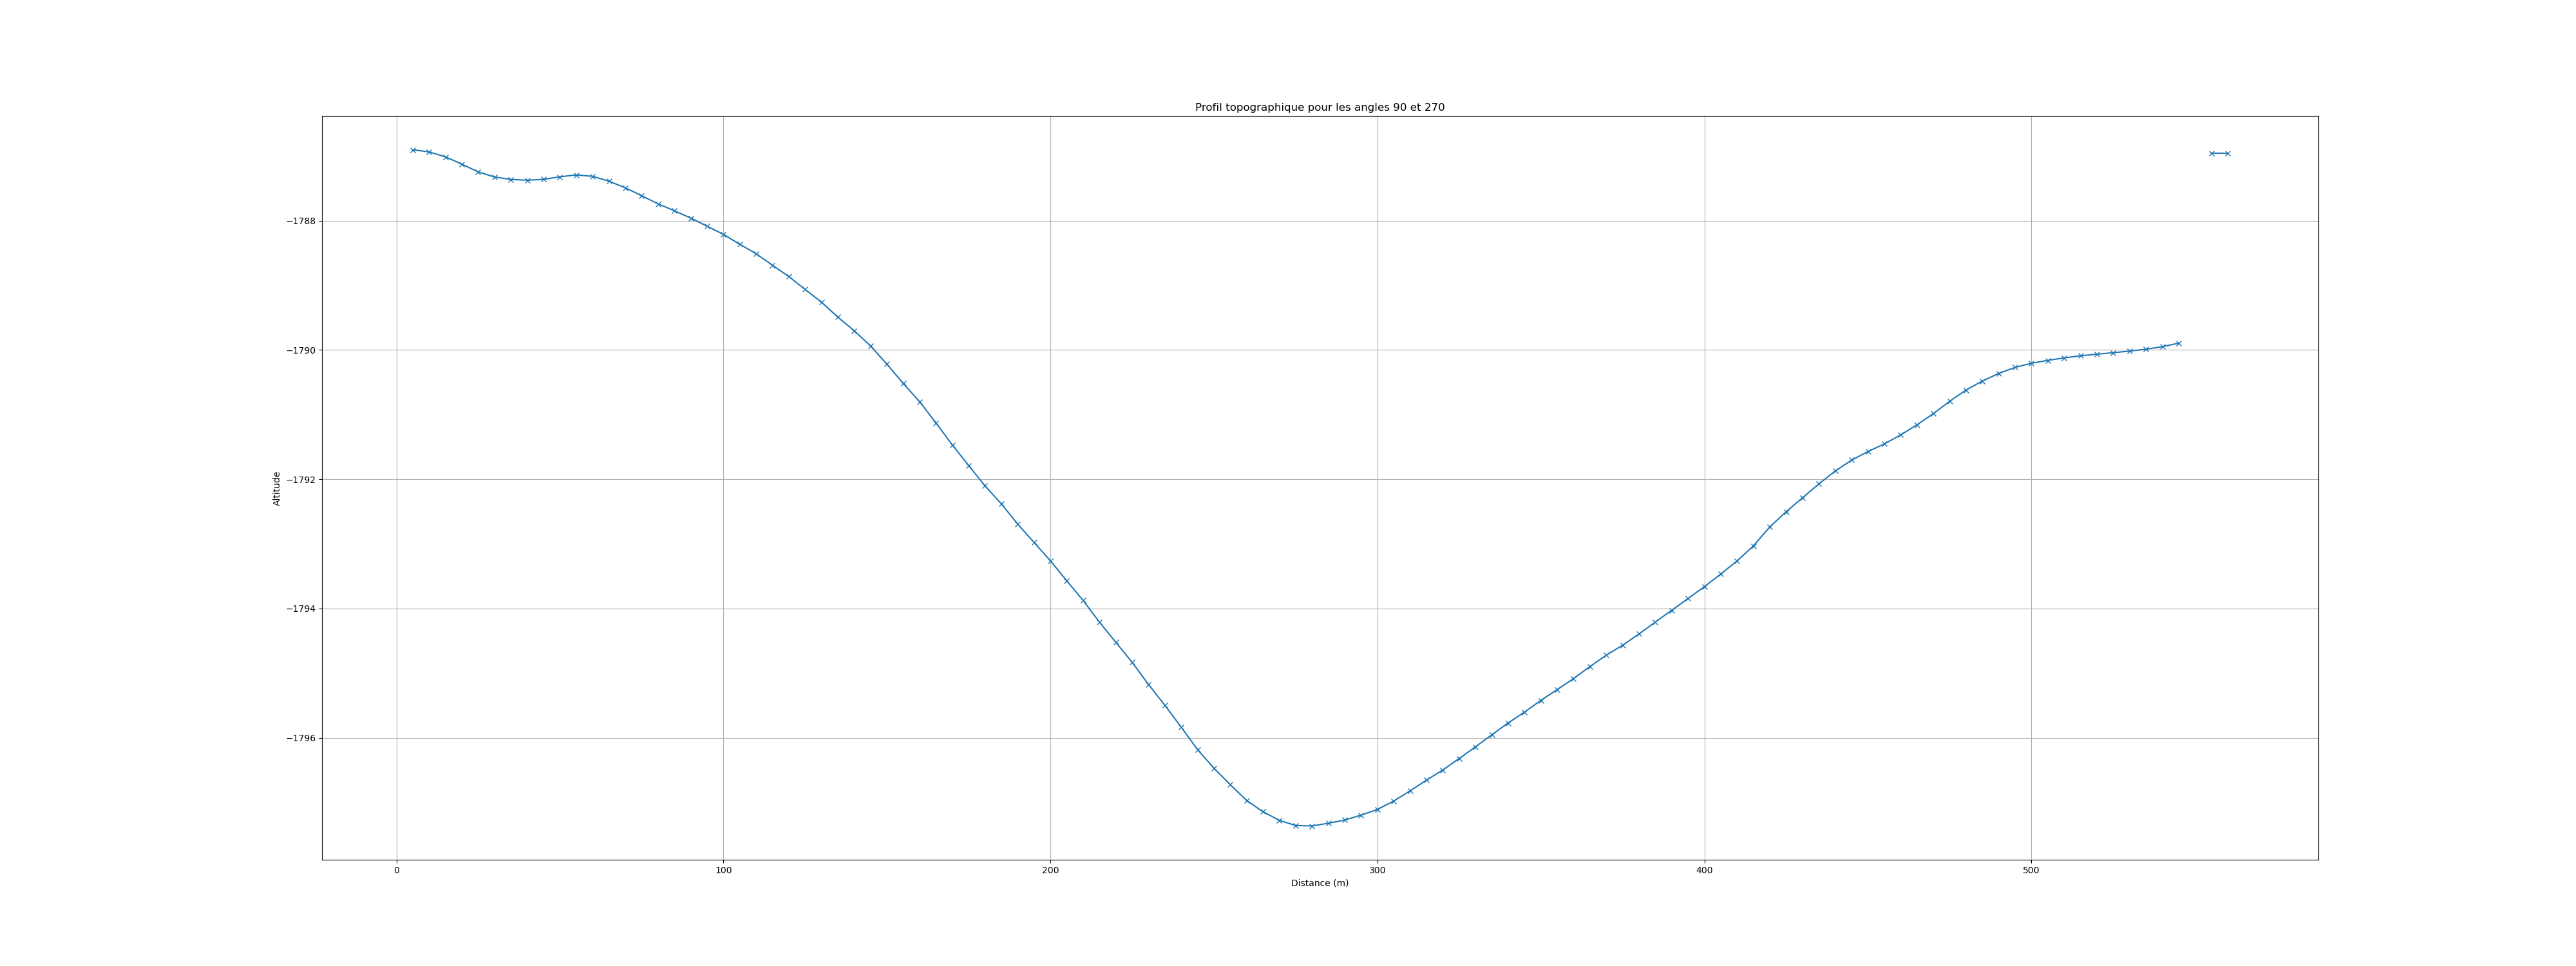 Profil topographique pour les angles 90 et 270
−1788
−1790
−1792
−1794
−1796
Altitude
0 100 200 300 400 500
Distance (m)